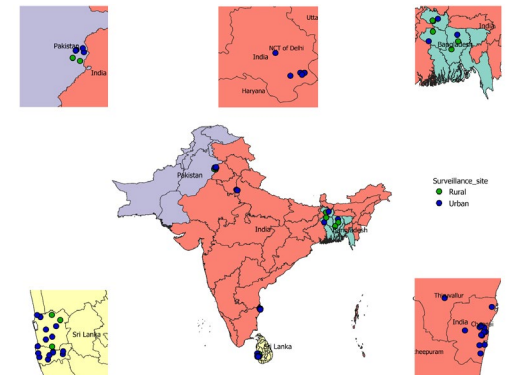 Utta
Pakistan
India
NCT of Delhi
India
Haryana
India
Bangladesh
Pakistan
India
Bangladesh
Sri Lanka
Surveillance_site
Rural
Urban
Sri Lanka
Thiruvallur
India
Chennai
cheepuram